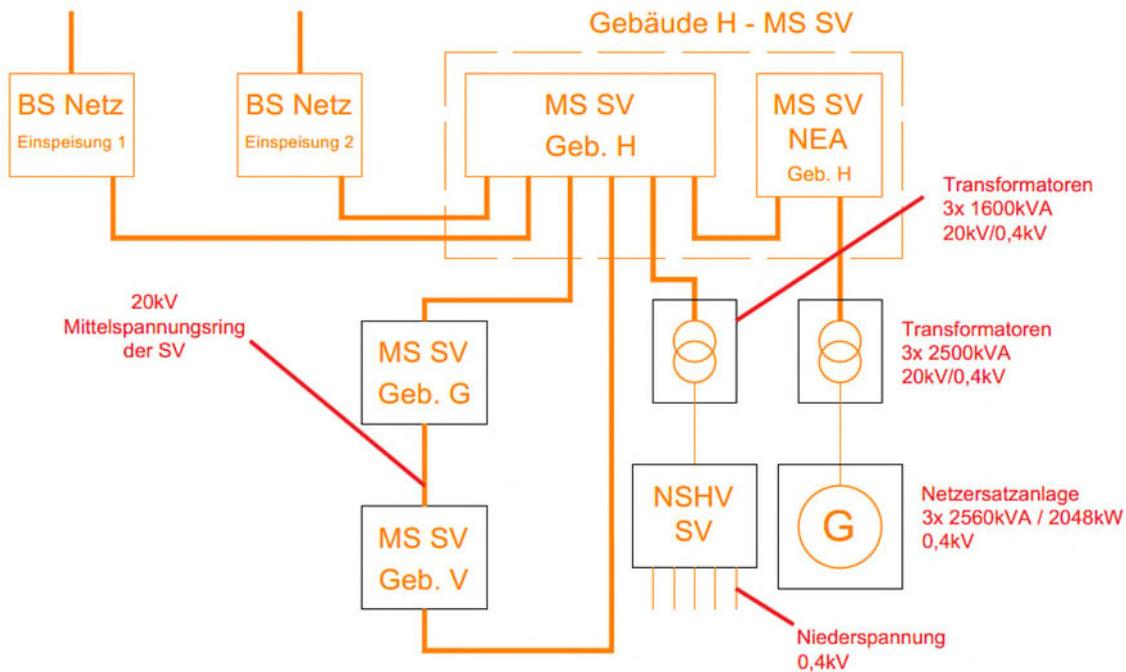 Gebäude H - MS SV
BS Netz
Einspeisung 1
BS Netz
Einspeisung 2
MS SV
Geb. H
MS SV
NEA
Geb. H
Transformatoren
3x 1600kVA
20kV/0,4kV
20kV
Mittelspannungsring
der SV
MS SV
Geb. G
Transformatoren
3x 2500kVA
20kV/0,4kV
MS SV
Geb. V
NSHV
SV
G
Netzersatzanlage
3x 2560kVA / 2048kW
0,4kV
Niederspannung
0,4kV